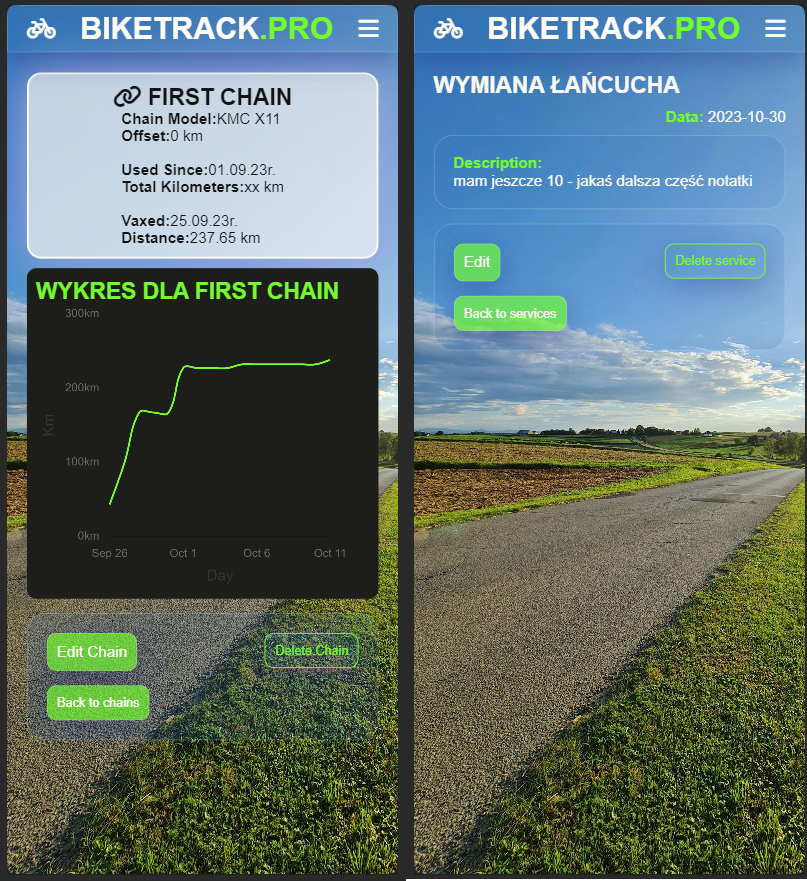 BIKETRACK.PRO
FIRST CHAIN
Chain Model:KMC X11
Offset:0 km
Used Since:01.09.23r.
Total Kilometers:xx km
Vaxed:25.09.23r.
Distance:237.65 km
WYKRES DLA FIRST CHAIN
300km
200km
100km
0km
Km
Sep 26 Oct 1 Oct 6 Oct 11
Day
Edit Chain Delete Chain
Back to chains
BIKETRACK.PRO
WYMIANA ŁAŃCUCHA
Data: 2023-10-30
Description:
mam jeszcze 10 - jakaś dalsza część notatki
Edit Delete service
Back to services